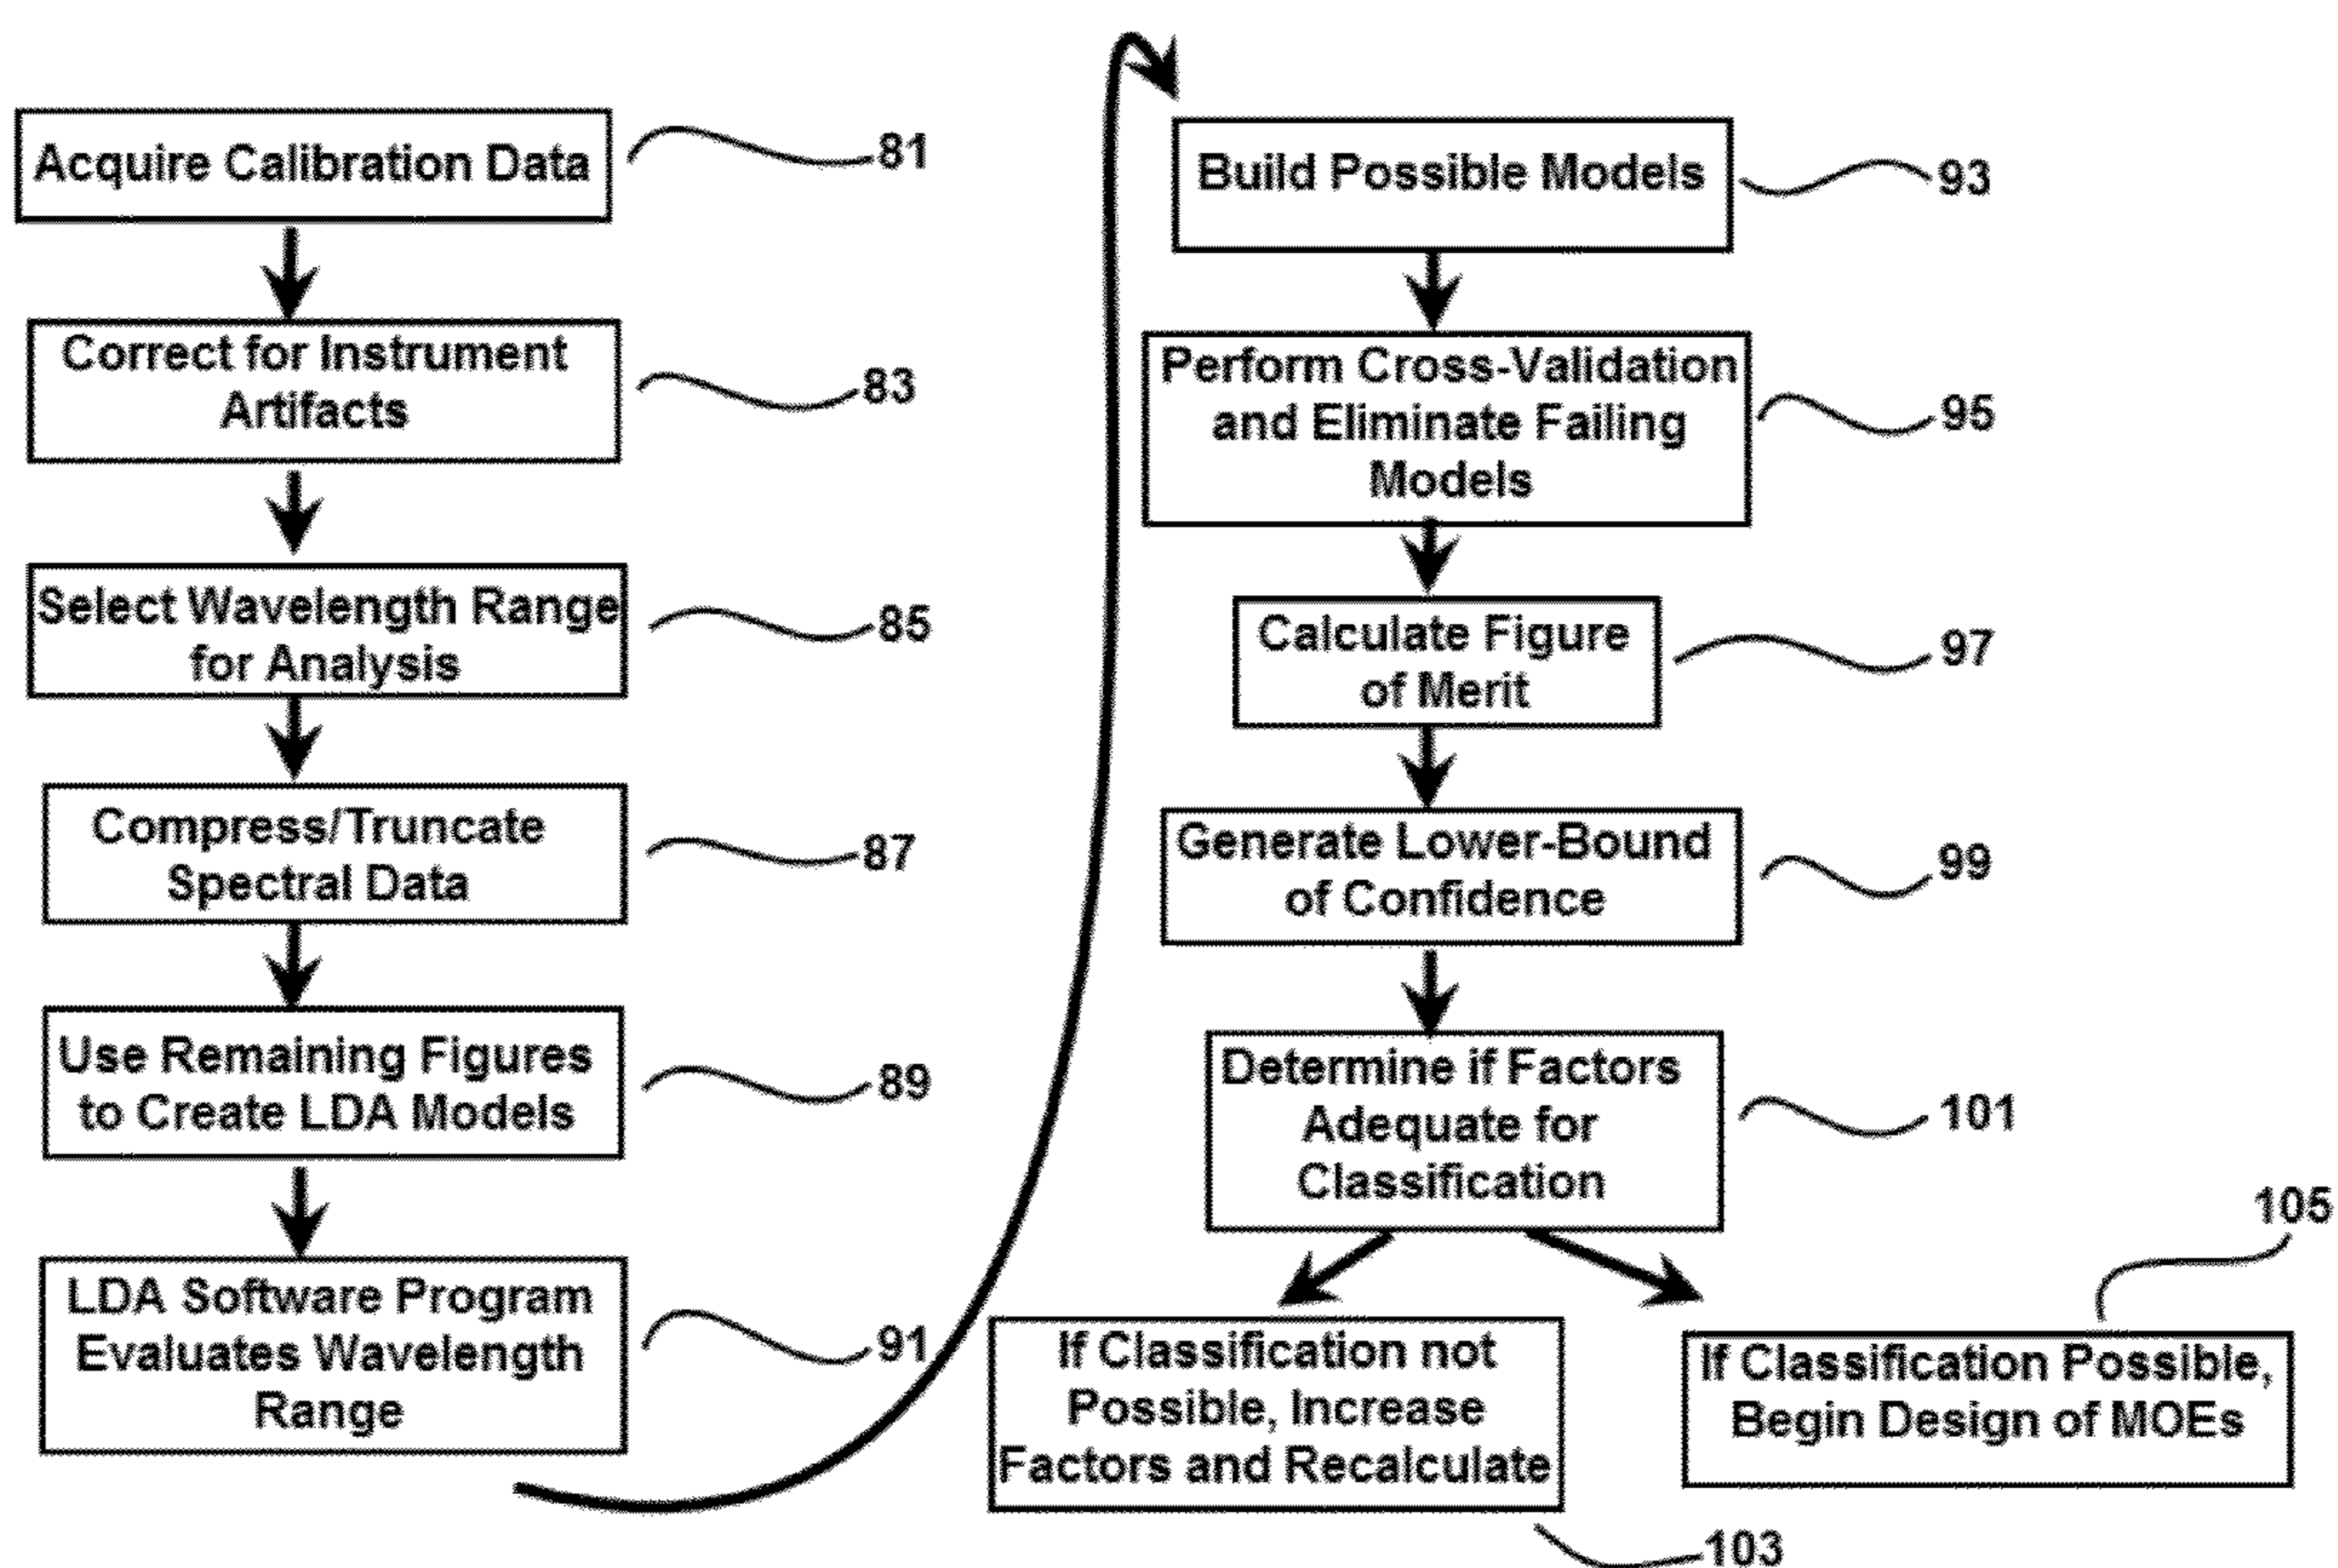 Acquire Calibration Data
81
Correct for Instrument
Artifacts
83
Select Wavelength Range
for Analysis
85
Compress/Truncate
Spectral Data
87
Use Remaining Figures
to Create LDA Models
89
LDA Software Program
Evaluates Wavelength
Range
91
Build Possible Models
93
Perform Cross-Validation
and Eliminate Failing
Models
95
Calculate Figure
of Merit
97
Generate Lower-Bound
of Confidence
99
Determine if Factors
Adequate for
Classification
101
If Classification not
Possible, Increase
Factors and Recalculate
103
If Classification Possible,
Begin Design of MOEs
105